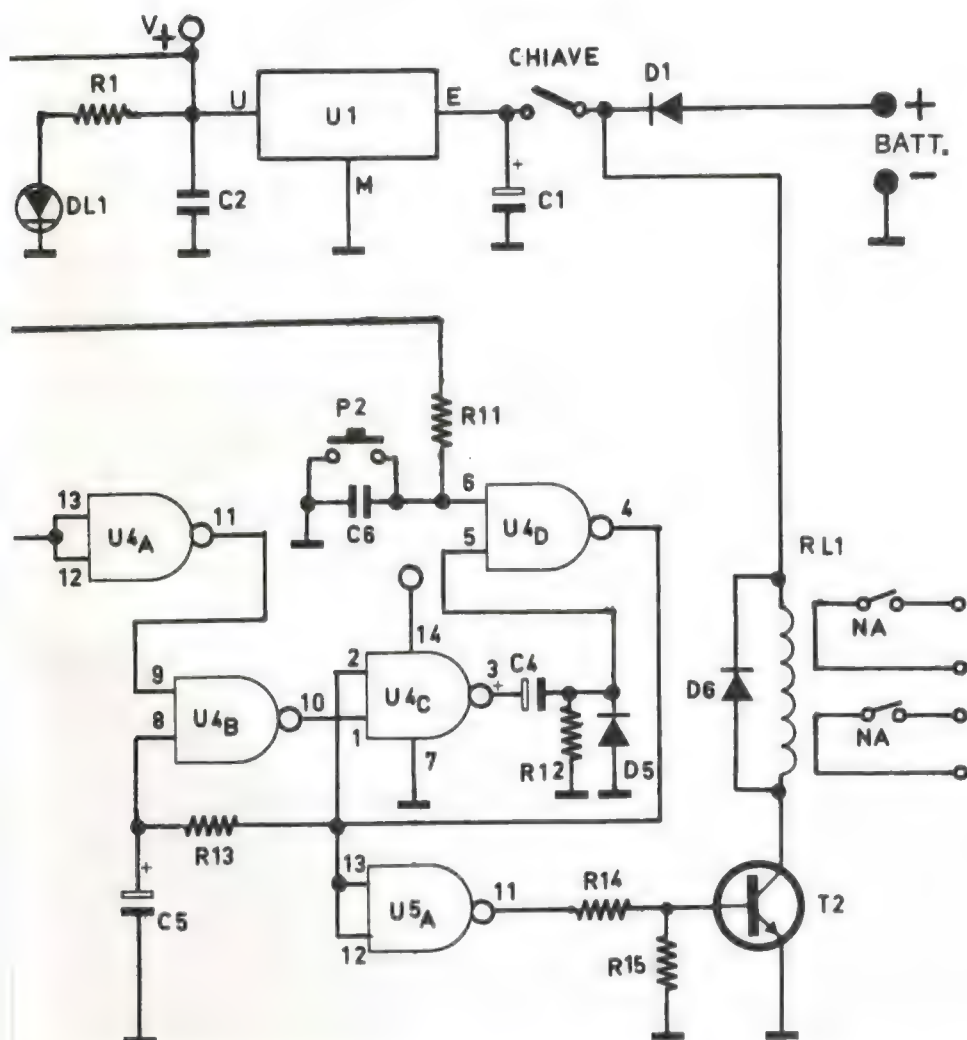 V+
CHIAVE
D1
R1
U
U1
E
+
BATT.
-
M
+
DL1
C2
C1
P2
R11
C6
6
5
U4D
4
13
12
U4A
11
RL1
14
NA
9
8
U4B
10
2
1
U4C
3
+
C4
D6
NA
7
R12
D5
R13
+
C5
13
12
U5A
11
R14
T2
R15